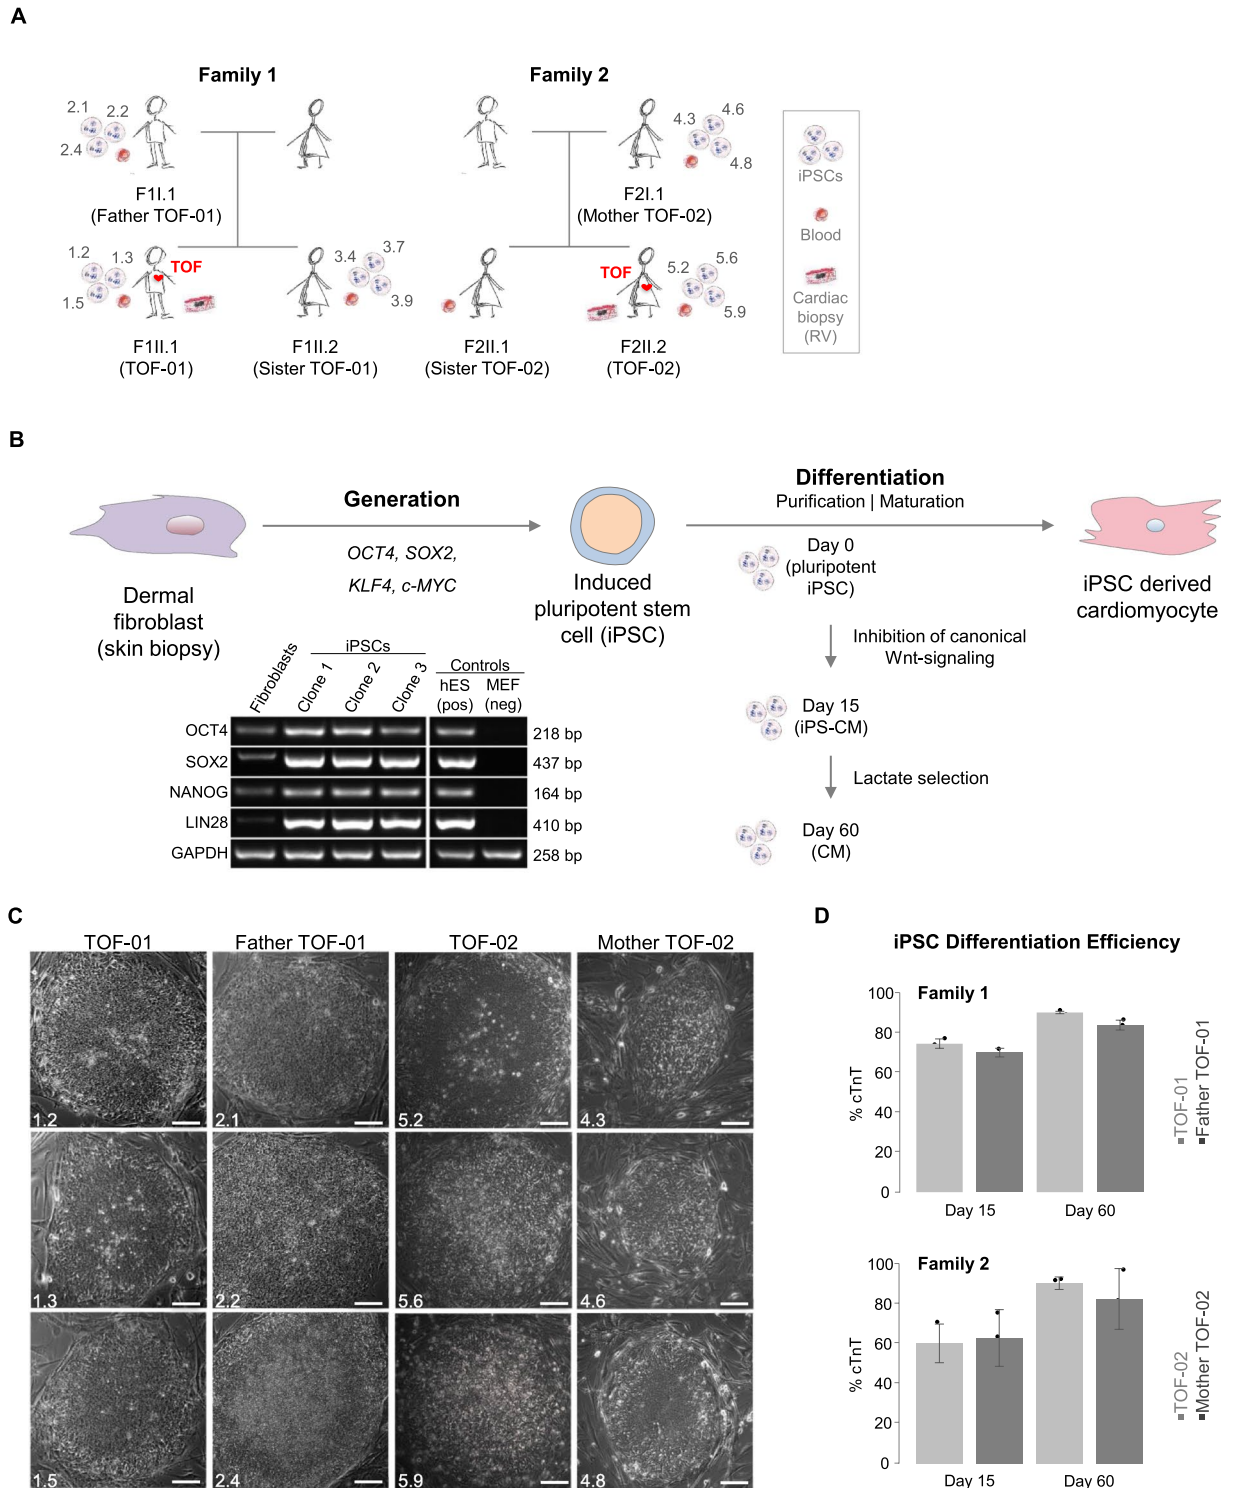 A
Family 1
Family 2
2.1
2.2
2.4
4.3
4.6
4.8
iPSCs
Blood
Cardiac
biopsy
(RV)
F1I.1
(Father TOF-01)
F2I.1
(Mother TOF-02)
1.2
1.3
1.5
TOF
3.4
3.7
3.9
TOF
5.2
5.6
5.9
F1II.1
(TOF-01)
F1II.2
(Sister TOF-01)
F2II.1
(Sister TOF-02)
F2II.2
(TOF-02)
B
Generation
OCT4, SOX2,
KLF4, c-MYC
Differentiation
Purification | Maturation
Dermal
fibroblast
(skin biopsy)
Induced
pluripotent stem
cell (iPSC)
iPSC derived
cardiomyocyte
Day 0
(pluripotent
iPSC)
Inhibition of canonical
Wnt-signaling
Day 15
(iPS-CM)
Lactate selection
Day 60
(CM)
Fibroblasts
iPSCs
Clone 1
Clone 2
Clone 3
Controls
hES
(pos)
MEF
(neg)
OCT4
218 bp
SOX2
437 bp
NANOG
164 bp
LIN28
410 bp
GAPDH
258 bp
C
TOF-01
Father TOF-01
TOF-02
Mother TOF-02
1.2
2.1
5.2
4.3
1.3
2.2
5.6
4.6
1.5
2.4
5.9
4.8
D
iPSC Differentiation Efficiency
Family 1
% cTnT
100
80
60
40
20
0
Day 15
Day 60
TOF-01
Father TOF-01
Family 2
% cTnT
100
80
60
40
20
0
Day 15
Day 60
TOF-02
Mother TOF-02